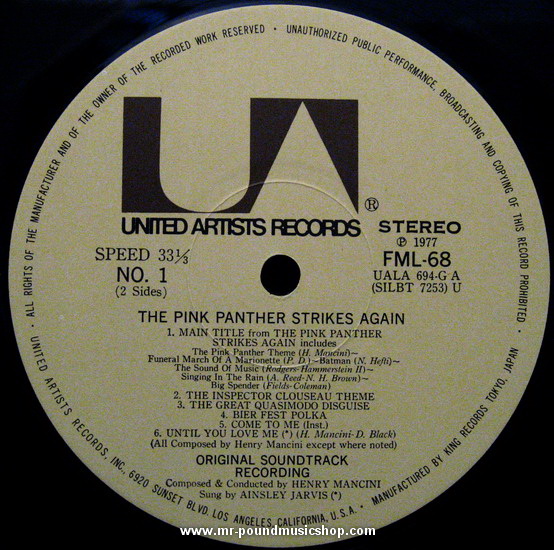 · ALL RIGHTS OF THE MANUFACTURER AND OF THE OWNER OF THE RECORDED WORK RESERVED · UNAUTHORIZED PUBLIC PERFORMANCE, BROADCASTING AND COPYING OF THIS RECORD PROHIBITED ·
UA®
UNITED ARTISTS RECORDS
STEREO
SPEED 33⅓
℗ 1977
NO. 1
FML-68
(2 Sides)
UALA 694-G A
(SILBT 7253) U
THE PINK PANTHER STRIKES AGAIN
1. MAIN TITLE from THE PINK PANTHER
STRIKES AGAIN includes
The Pink Panther Theme (H. Mancini)~
Funeral March Of A Marionette (P. D.)~Batman (N. Hefti)~
The Sound Of Music (Rodgers-Hammerstein II)~
Singing In The Rain (A. Reed-N. H. Brown)~
Big Spender (Fields-Coleman)
2. THE INSPECTOR CLOUSEAU THEME
3. THE GREAT QUASIMODO DISGUISE
4. BIER FEST POLKA
5. COME TO ME (Inst.)
6. UNTIL YOU LOVE ME (*) (H. Mancini-D. Black)
(All Composed by Henry Mancini except where noted)
ORIGINAL SOUNDTRACK
RECORDING
Composed & Conducted by HENRY MANCINI
Sung by AINSLEY JARVIS (*)
UNITED ARTISTS RECORDS, INC., 6920 SUNSET BLVD. LOS ANGELES, CALIFORNIA, U.S.A. · MANUFACTURED BY KING RECORDS TOKYO, JAPAN
www.mr-poundmusicshop.com